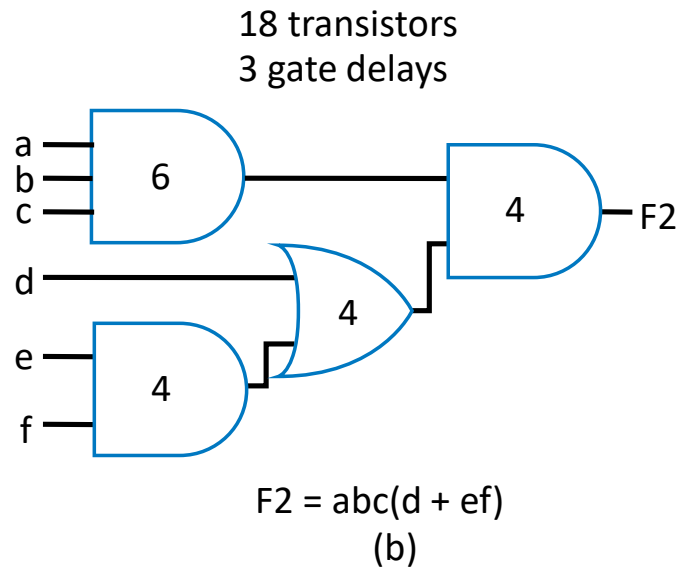 18 transistors
3 gate delays
a
b
c
6
4
F2
d
4
e
f
4
F2 = abc(d + ef)
(b)